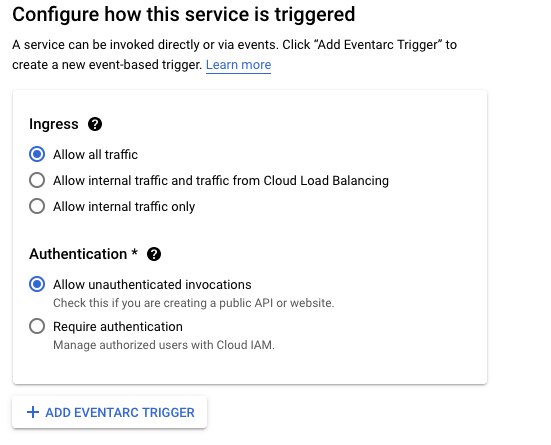 Configure how this service is triggered
A service can be invoked directly or via events. Click “Add Eventarc Trigger” to
create a new event-based trigger. Learn more
Ingress ?
Allow all traffic
Allow internal traffic and traffic from Cloud Load Balancing
Allow internal traffic only
Authentication * ?
Allow unauthenticated invocations
Check this if you are creating a public API or website.
Require authentication
Manage authorized users with Cloud IAM.
+ ADD EVENTARC TRIGGER